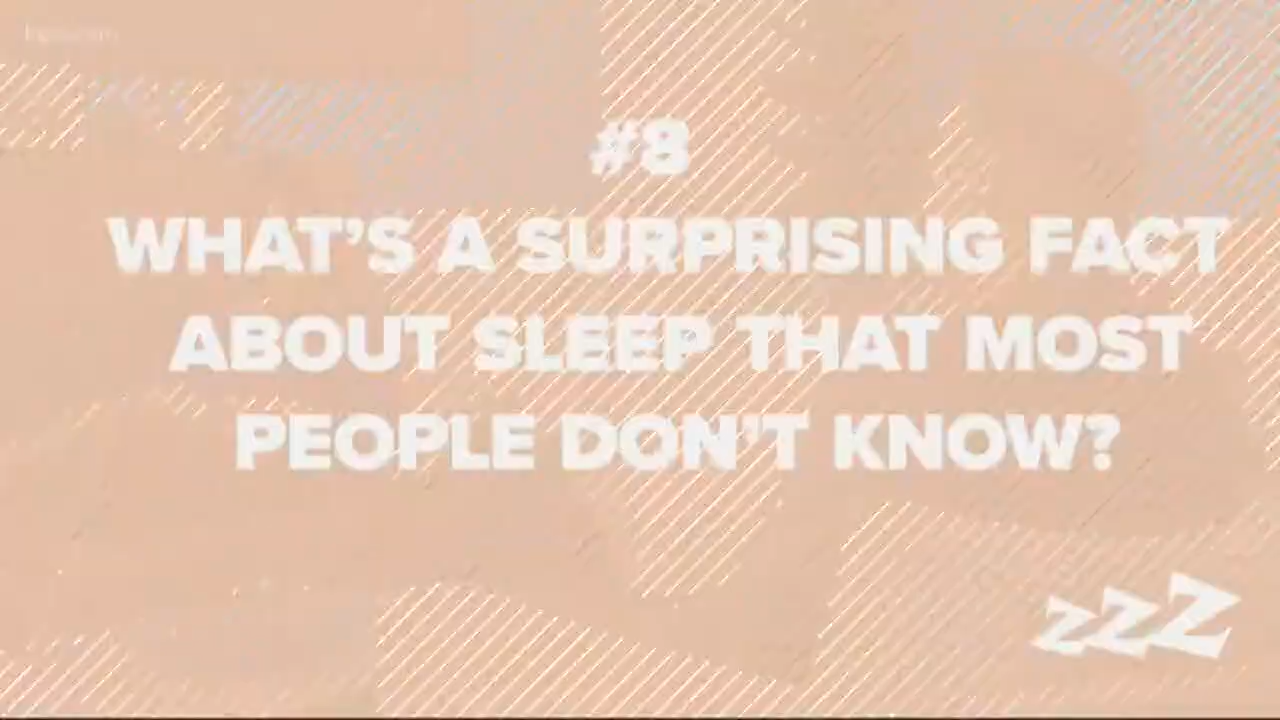 #8
WHAT'S A SURPRISING FACT
ABOUT SLEEP THAT MOST
PEOPLE DON'T KNOW?
zzZ